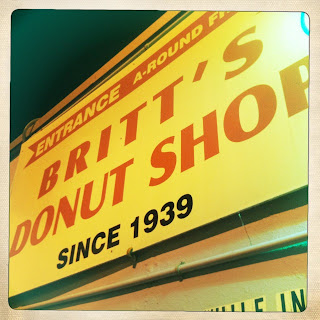 ENTRANCE A-ROUND
BRITT'S
DONUT SHOP
SINCE 1939